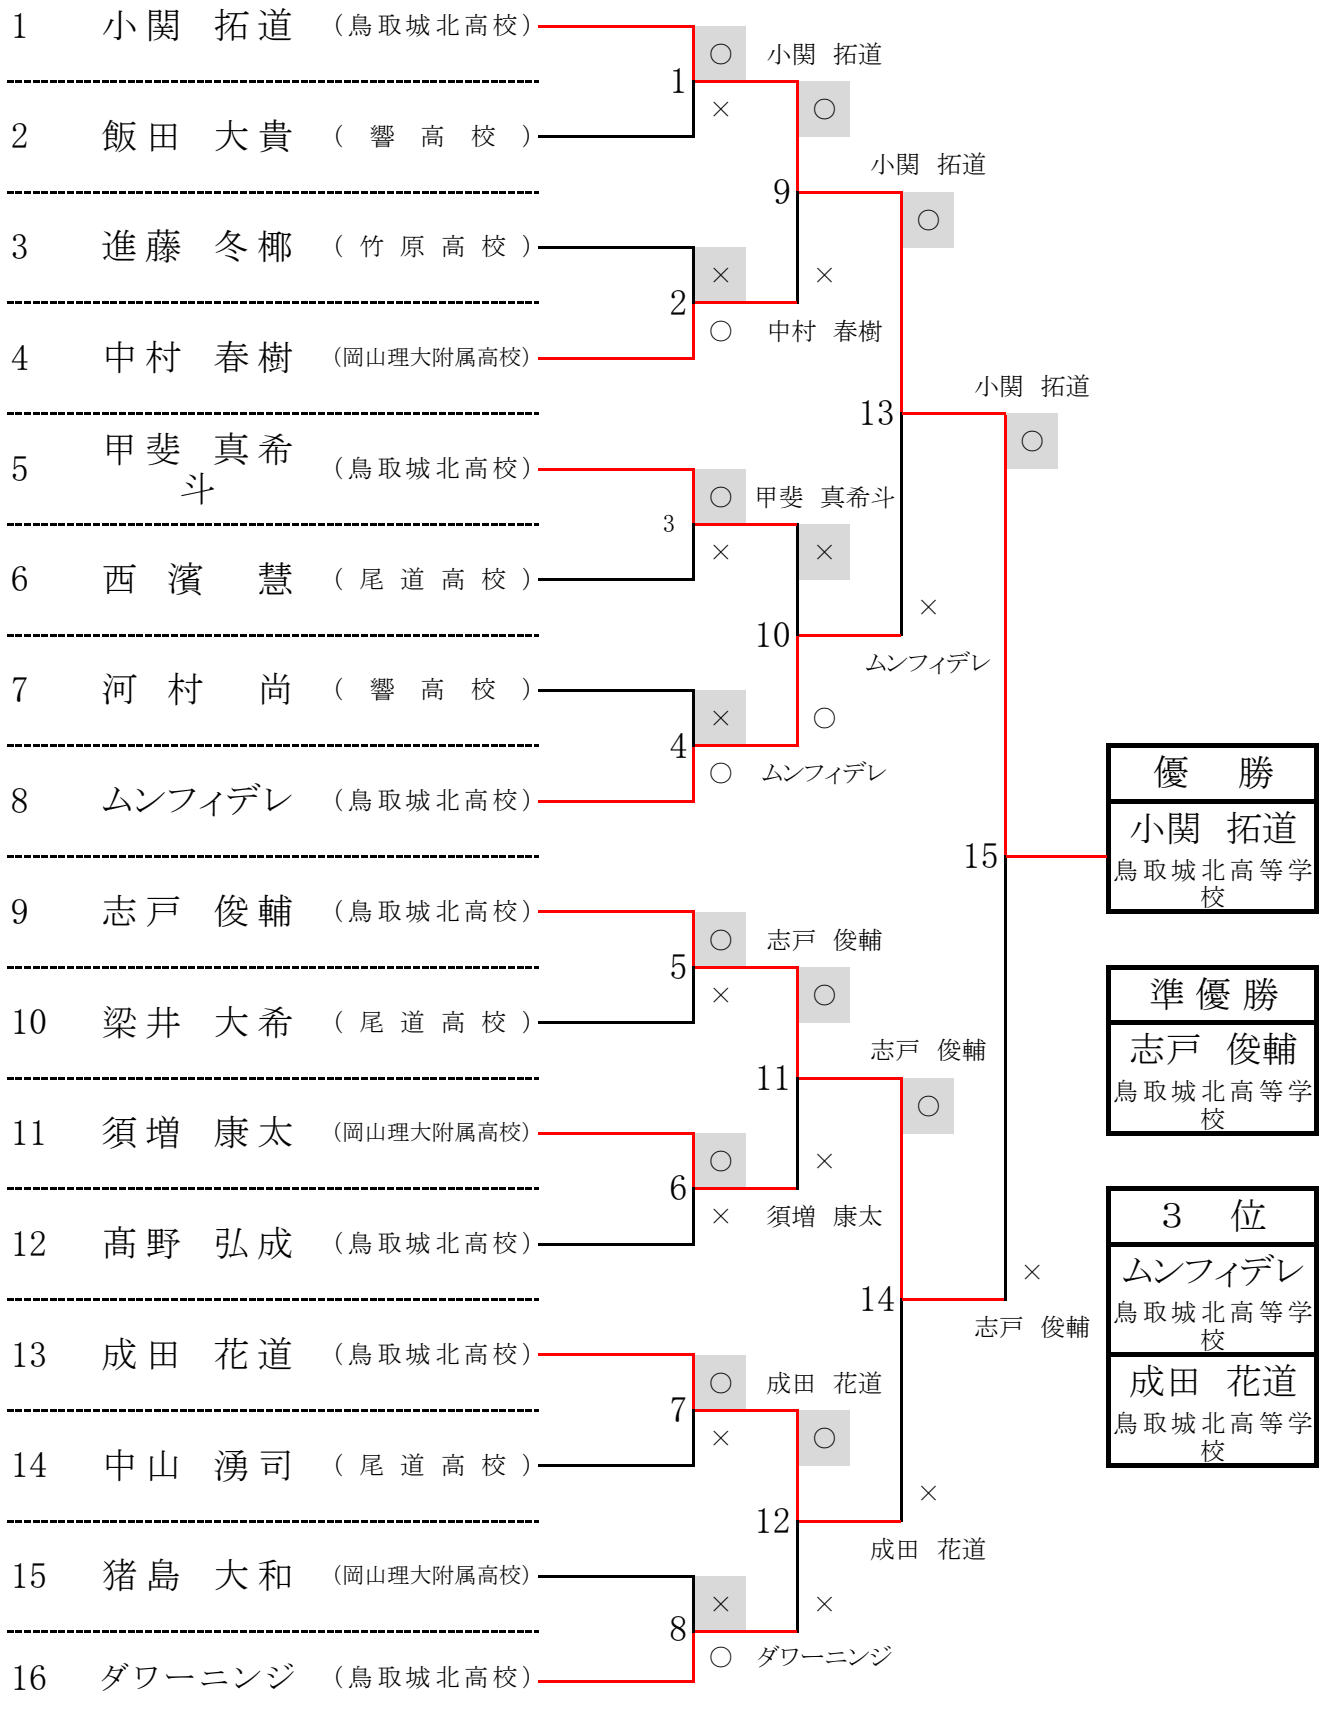 1 小関 拓道 (鳥取城北高校)
○ 小関 拓道
1
2 飯田 大貴 (響高校)
× ○
小関 拓道
9
○
3 進藤 冬椰 (竹原高校)
× ×
2
○ 中村 春樹
4 中村 春樹 (岡山理大附属高校)
小関 拓道
13
○
5 甲斐 真希
斗
(鳥取城北高校)
○ 甲斐 真希斗
3
× ×
6 西濱 慧 (尾道高校)
×
10
ムンフィデレ
7 河村 尚 (響高校)
× ○
4
○ ムンフィデレ
8 ムンフィデレ (鳥取城北高校)
15
優 勝
小関 拓道
鳥取城北高等学
校
9 志戸 俊輔 (鳥取城北高校)
○ 志戸 俊輔
5
× ○
10 梁井 大希 (尾道高校)
志戸 俊輔
11
○
準優勝
志戸 俊輔
鳥取城北高等学
校
11 須増 康太 (岡山理大附属高校)
○ ×
6
× 須増 康太
12 髙野 弘成 (鳥取城北高校)
×
14
志戸 俊輔
3 位
ムンフィデレ
鳥取城北高等学
校
成田 花道
鳥取城北高等学
校
13 成田 花道 (鳥取城北高校)
○ 成田 花道
7
× ○
14 中山 湧司 (尾道高校)
×
12
成田 花道
15 猪島 大和 (岡山理大附属高校)
× ×
8
○ ダワーニンジ
16 ダワーニンジ (鳥取城北高校)